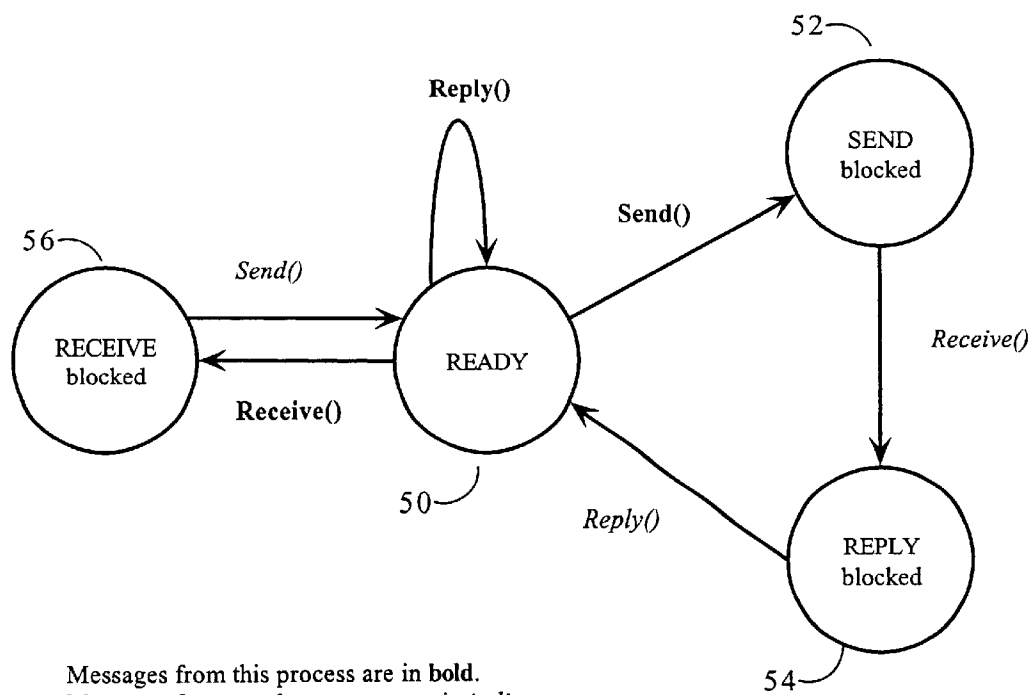 52
Reply()
SEND
blocked
Send()
56
Send()
RECEIVE
blocked
READY
Receive()
Receive()
50
Reply()
REPLY
blocked
54
Messages from this process are in bold.